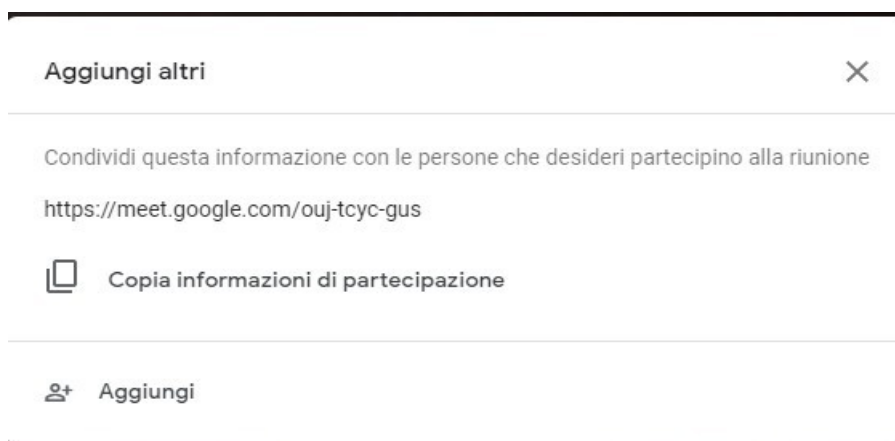 Aggiungi altri
Condividi questa informazione con le persone che desideri partecipino alla riunione
https://meet.google.com/ouj-tcyc-gus
Copia informazioni di partecipazione
Aggiungi